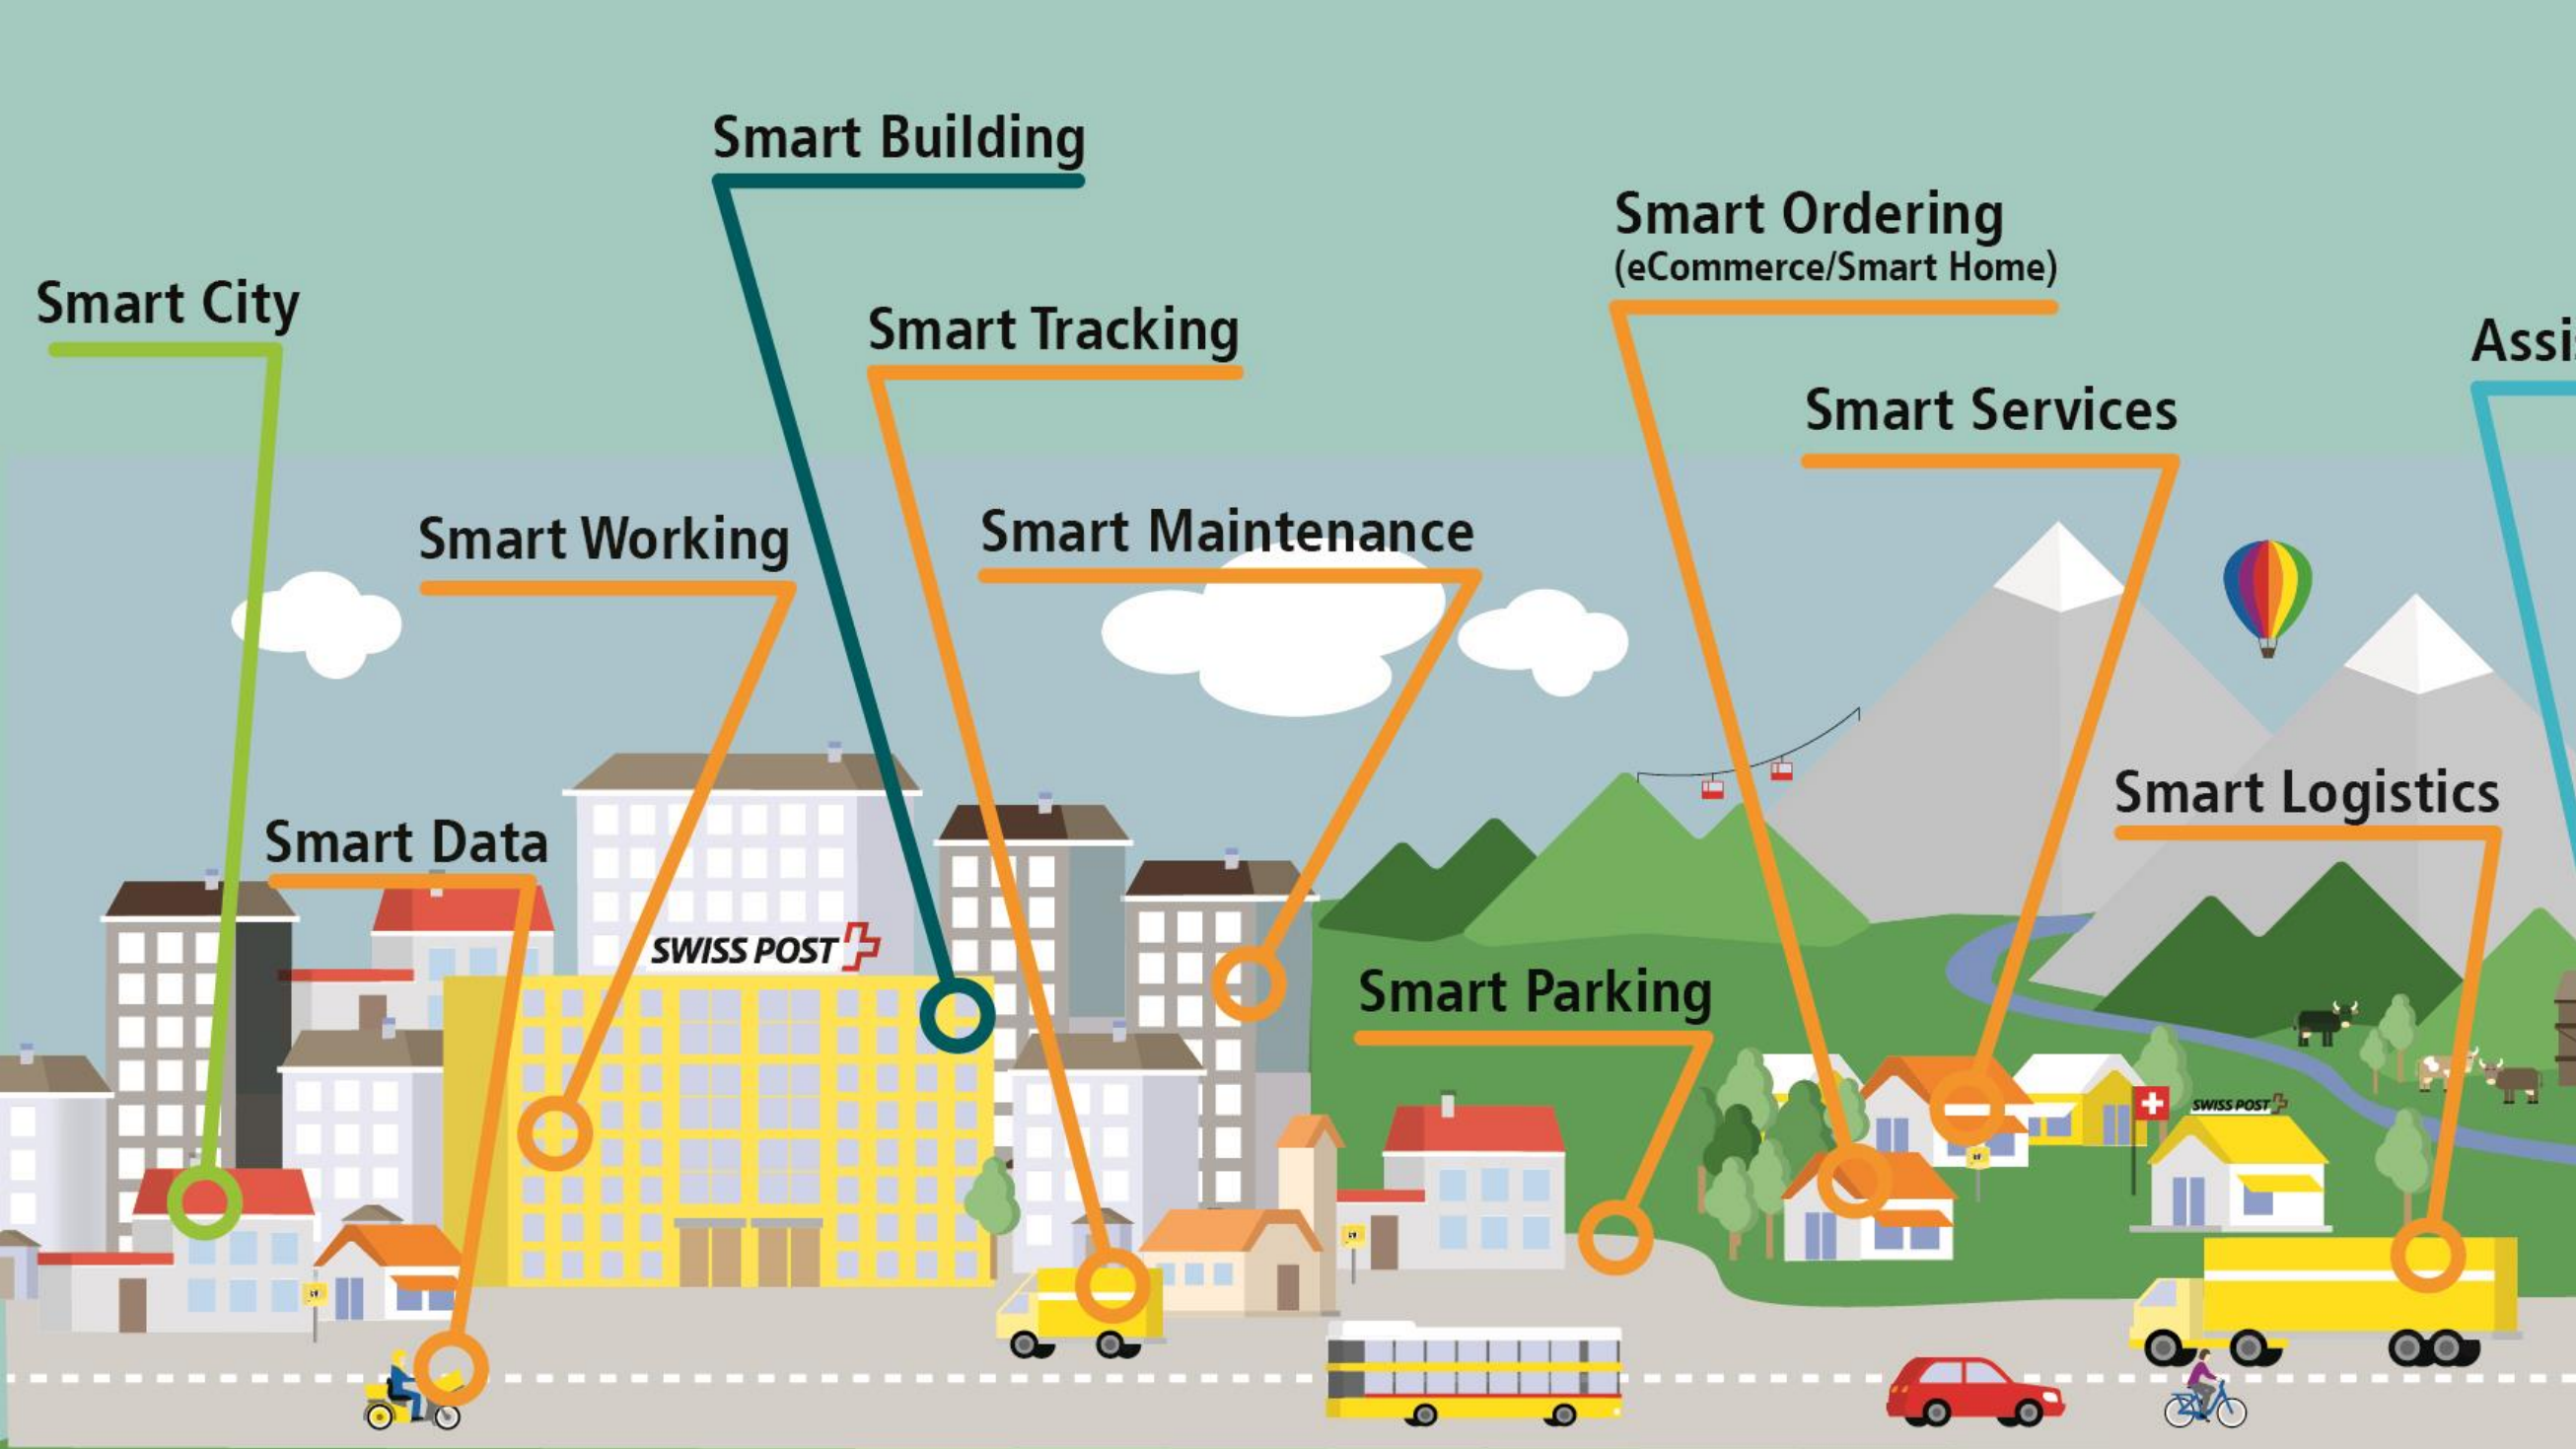 Smart Building
Smart Ordering
(eCommerce/Smart Home)
Smart City
Smart Tracking
Smart Services
Smart Working
Smart Maintenance
Smart Logistics
Smart Data
SWISS POST
Smart Parking
SWISS POST